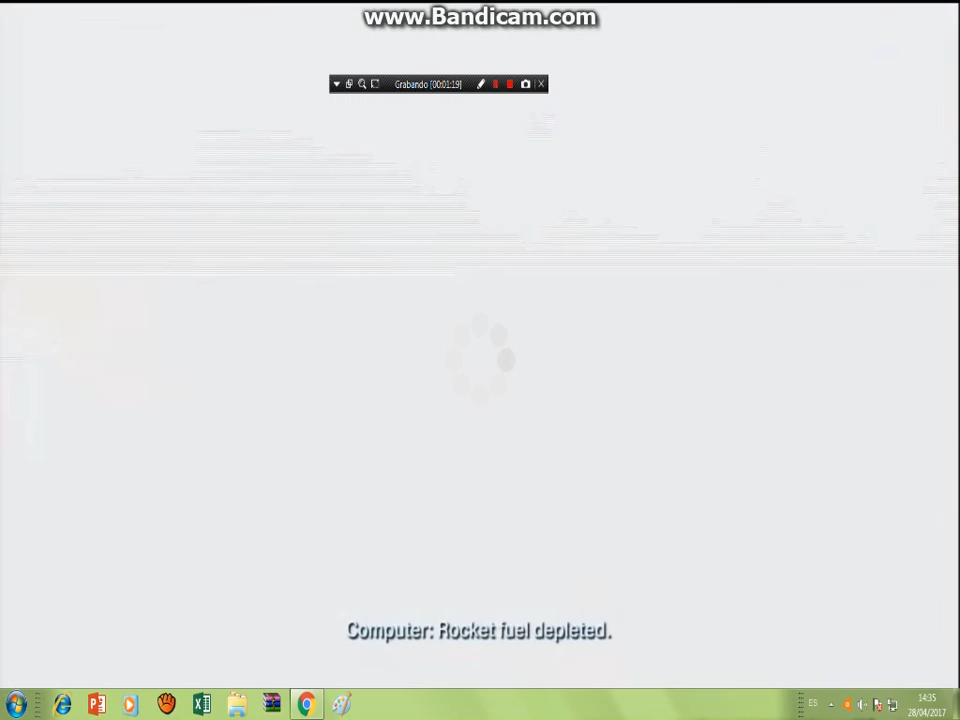 www.Bandicam.com
Grabando [00:01:19]
Computer: Rocket fuel depleted.
ES
14:35
28/04/2017